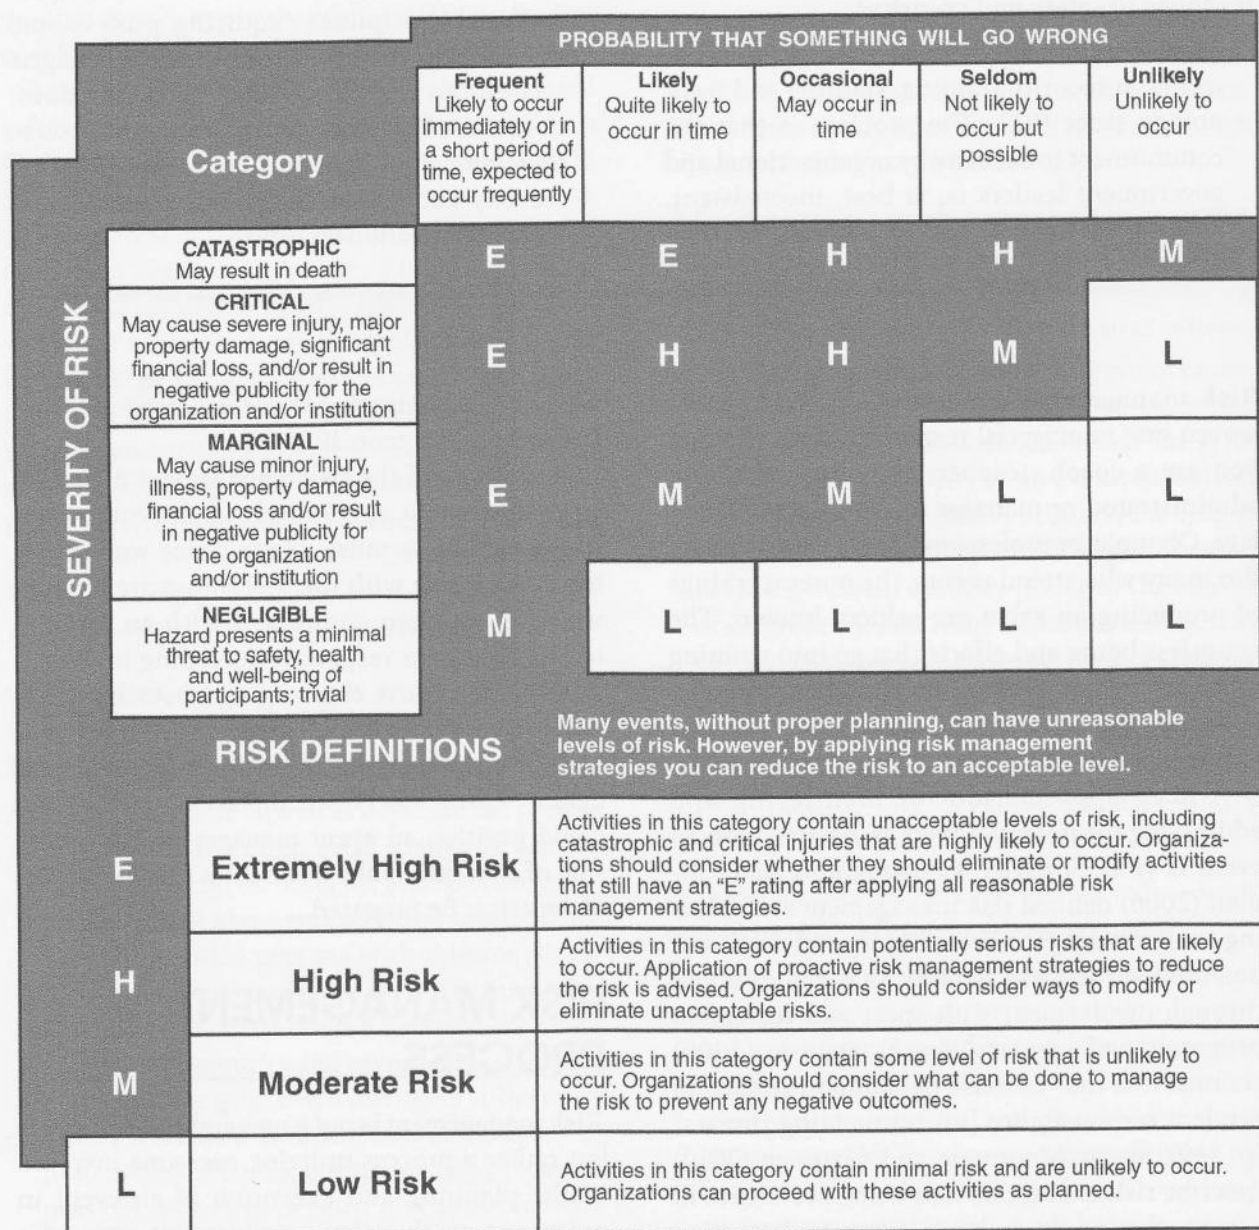 PROBABILITY THAT SOMETHING WILL GO WRONG
Category
Frequent
Likely to occur
immediately or in
a short period of
time, expected to
occur frequently
Likely
Quite likely to
occur in time
Occasional
May occur in
time
Seldom
Not likely to
occur but
possible
Unlikely
Unlikely to
occur
SEVERITY OF RISK
CATASTROPHIC
May result in death
E E H H M
CRITICAL
May cause severe injury, major
property damage, significant
financial loss, and/or result in
negative publicity for the
organization and/or institution
E H H M L
MARGINAL
May cause minor injury,
illness, property damage,
financial loss and/or result
in negative publicity for
the organization
and/or institution
E M M L L
NEGLIGIBLE
Hazard presents a minimal
threat to safety, health
and well-being of
participants; trivial
M L L L L
RISK DEFINITIONS
Many events, without proper planning, can have unreasonable
levels of risk. However, by applying risk management
strategies you can reduce the risk to an acceptable level.
E
Extremely High Risk
Activities in this category contain unacceptable levels of risk, including
catastrophic and critical injuries that are highly likely to occur. Organiza-
tions should consider whether they should eliminate or modify activities
that still have an “E” rating after applying all reasonable risk
management strategies.
H
High Risk
Activities in this category contain potentially serious risks that are likely
to occur. Application of proactive risk management strategies to reduce
the risk is advised. Organizations should consider ways to modify or
eliminate unacceptable risks.
M
Moderate Risk
Activities in this category contain some level of risk that is unlikely to
occur. Organizations should consider what can be done to manage
the risk to prevent any negative outcomes.
L
Low Risk
Activities in this category contain minimal risk and are unlikely to occur.
Organizations can proceed with these activities as planned.